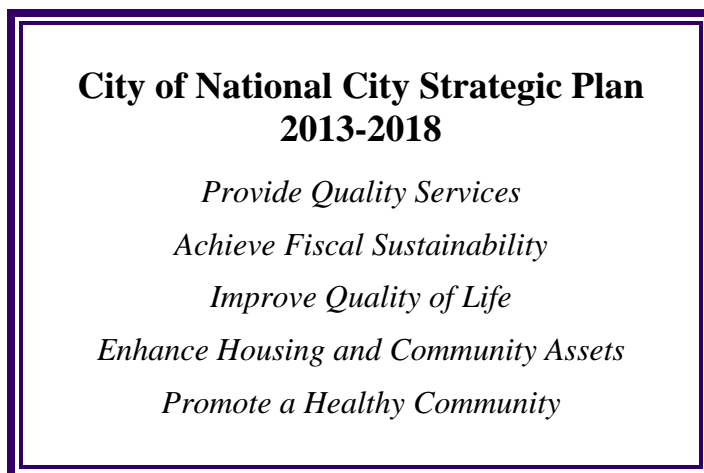 City of National City Strategic Plan
2013-2018
Provide Quality Services
Achieve Fiscal Sustainability
Improve Quality of Life
Enhance Housing and Community Assets
Promote a Healthy Community